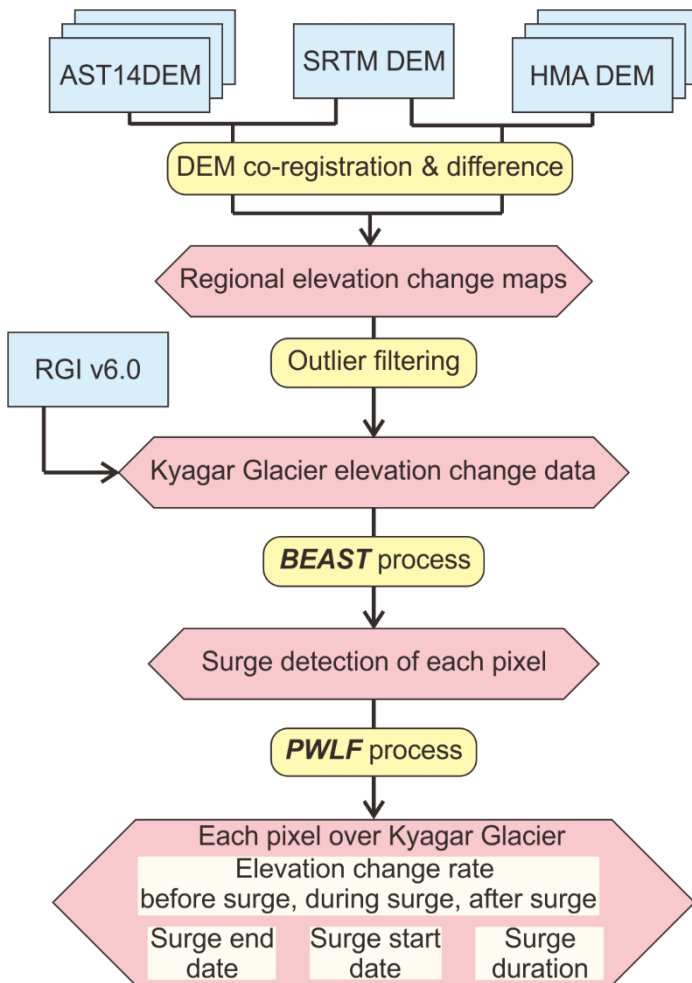 AST14DEM
SRTM DEM
HMA DEM
DEM co-registration & difference
Regional elevation change maps
Outlier filtering
RGI v6.0
Kyagar Glacier elevation change data
BEAST process
Surge detection of each pixel
PWLF process
Each pixel over Kyagar Glacier
Elevation change rate
before surge, during surge, after surge
Surge end
date
Surge start
date
Surge
duration